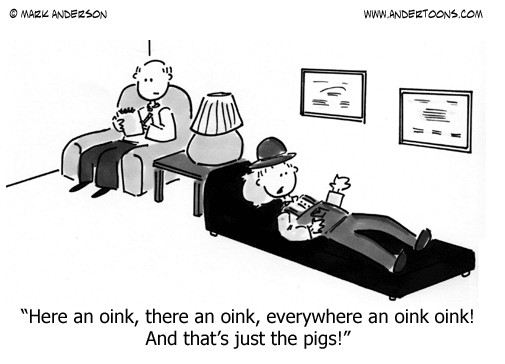 © MARK ANDERSON
WWW.ANDERTOONS.COM
“Here an oink, there an oink, everywhere an oink oink!
And that’s just the pigs!”